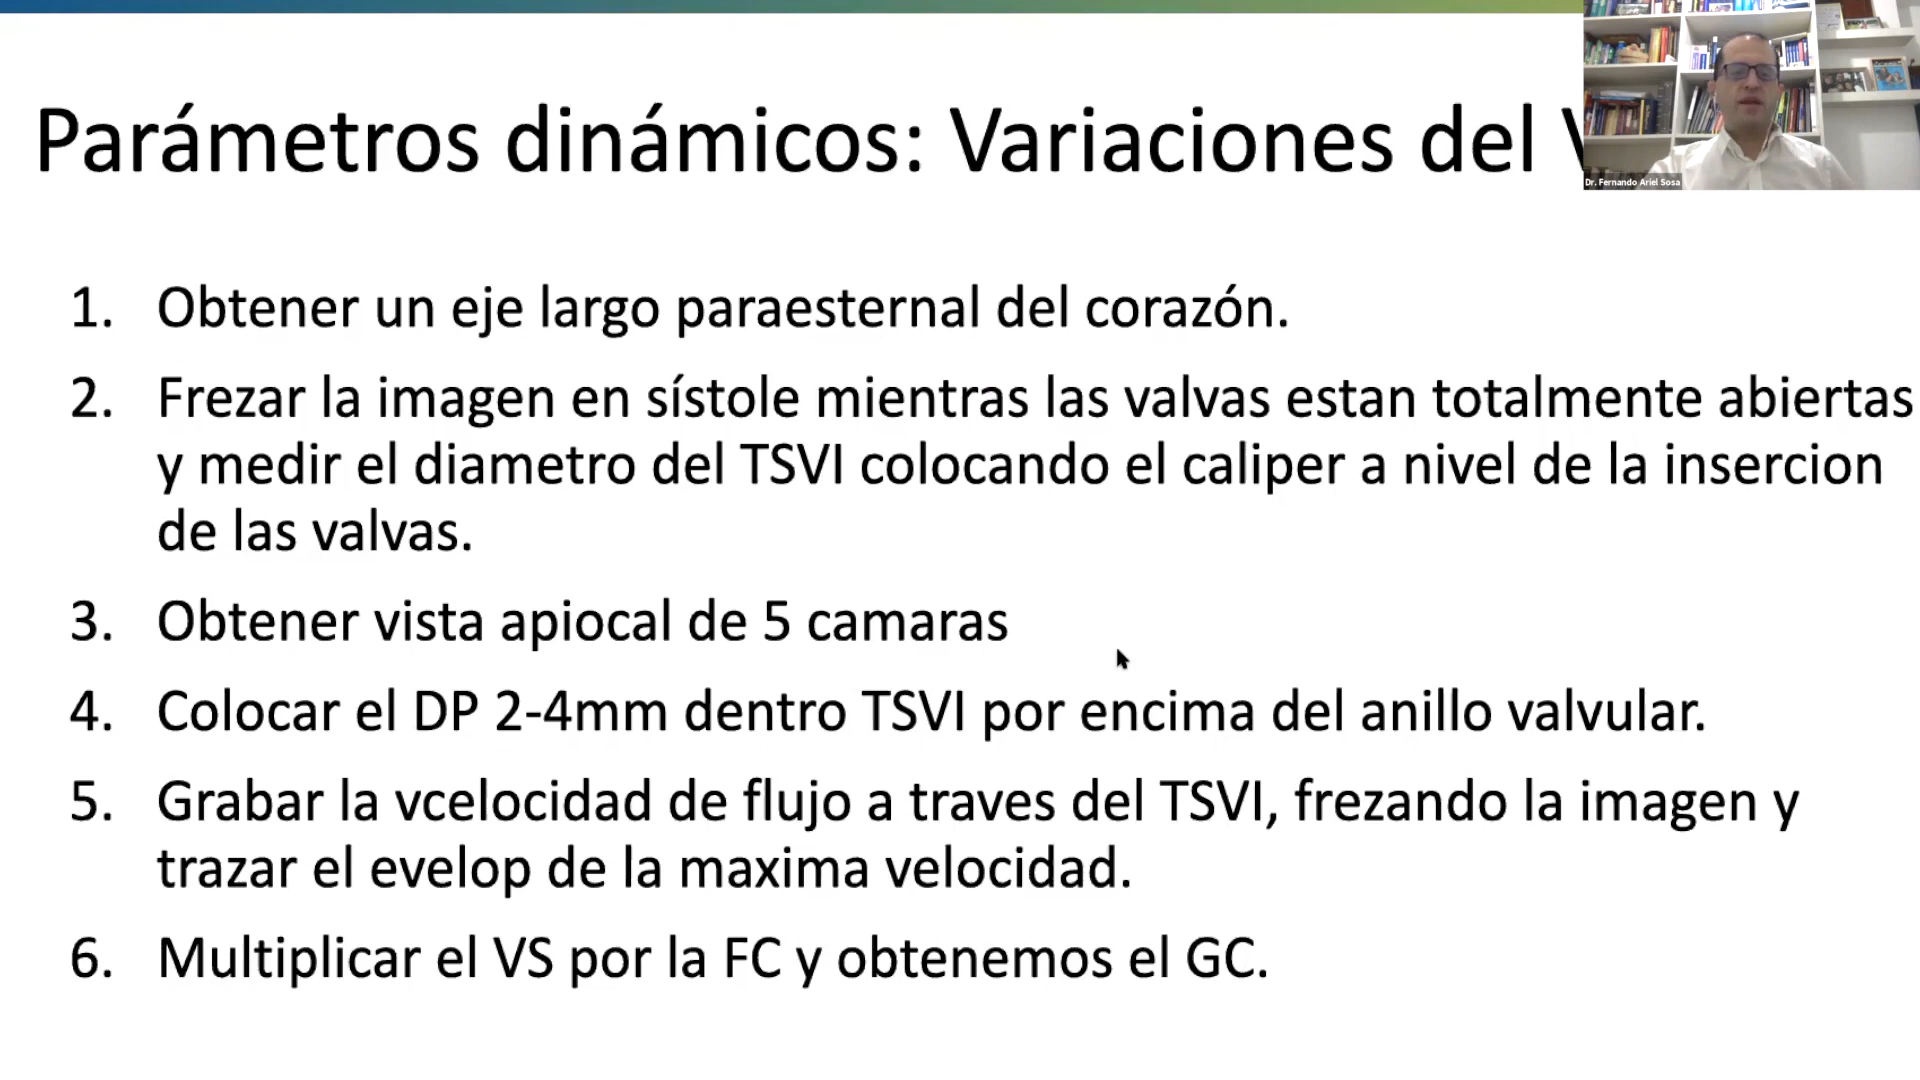 Parámetros dinámicos: Variaciones del
Dr. Fernando Ariel Sosa
1. Obtener un eje largo paraesternal del corazón.
2. Frezar la imagen en sístole mientras las valvas estan totalmente abiertas
y medir el diametro del TSVI colocando el caliper a nivel de la insercion
de las valvas.
3. Obtener vista apiocal de 5 camaras
4. Colocar el DP 2-4mm dentro TSVI por encima del anillo valvular.
5. Grabar la vcelocidad de flujo a traves del TSVI, frezando la imagen y
trazar el evelop de la maxima velocidad.
6. Multiplicar el VS por la FC y obtenemos el GC.